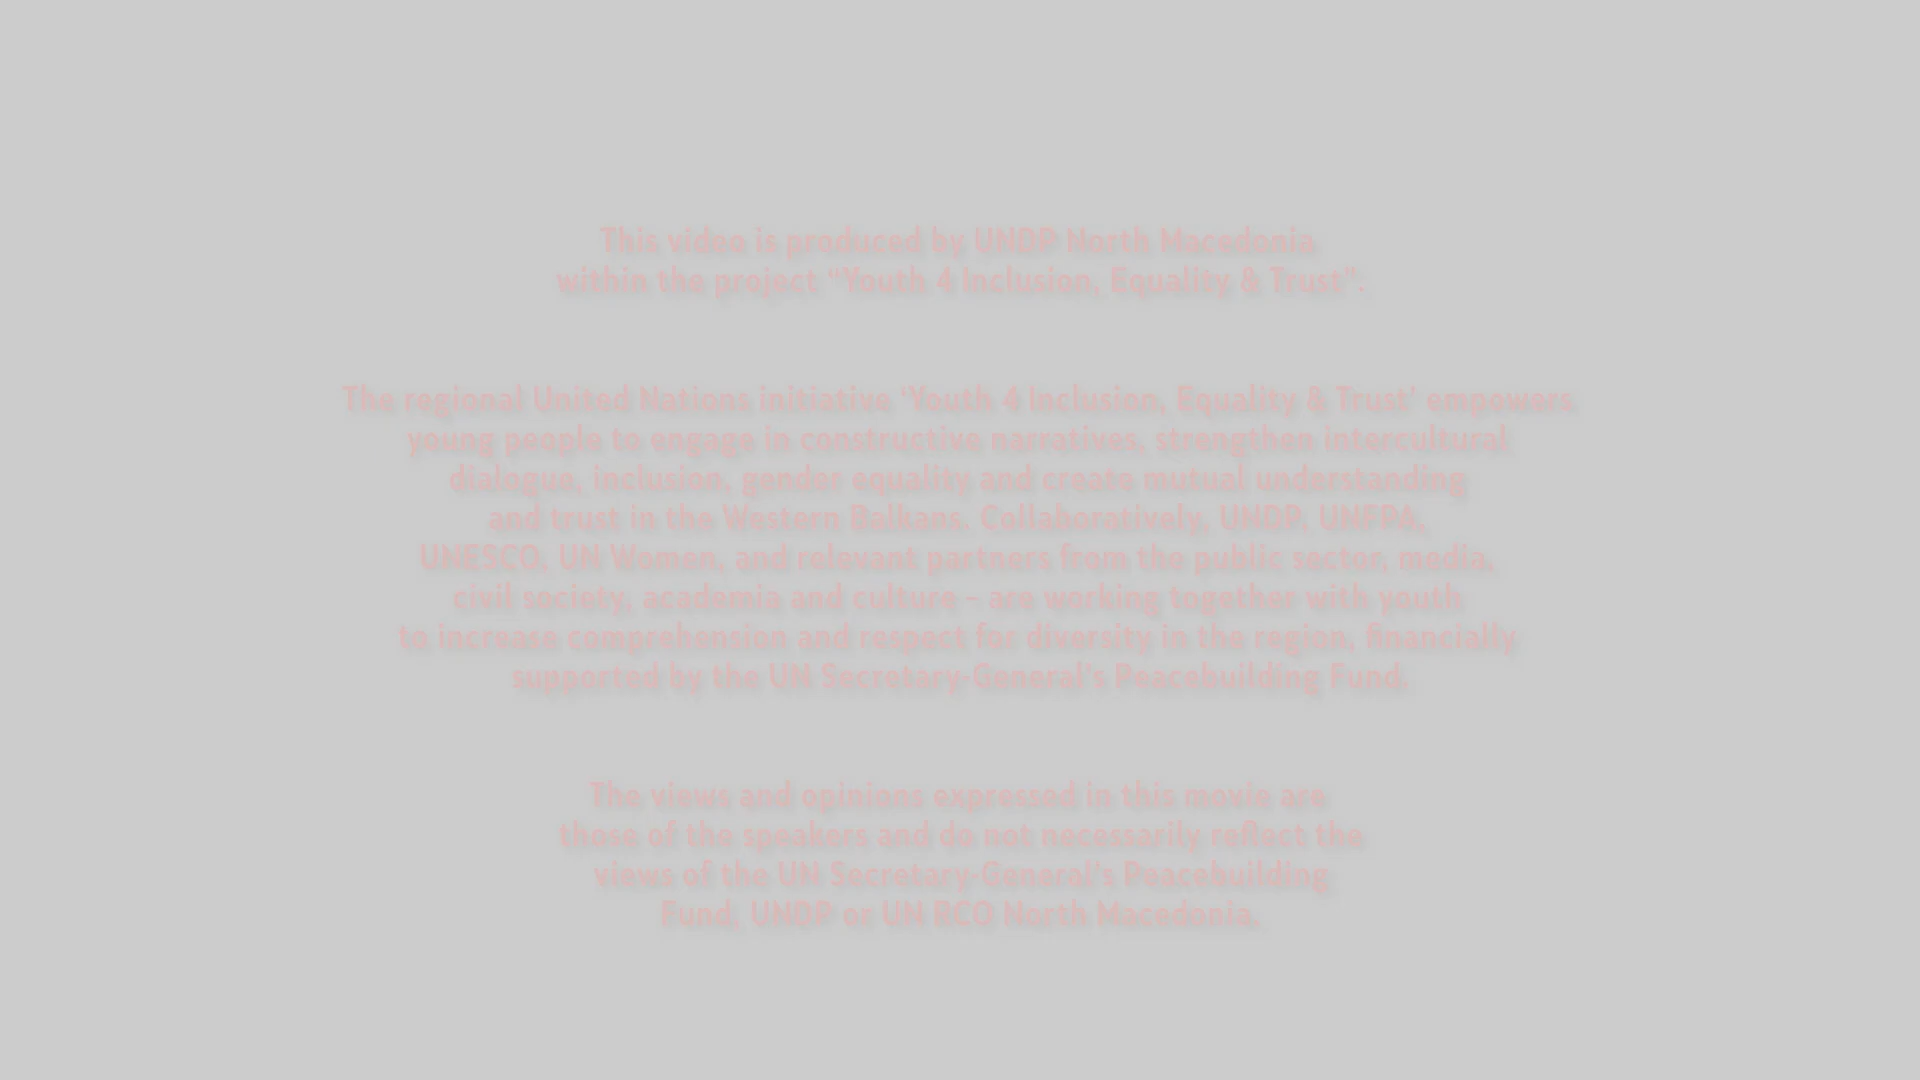 This video is produced by UNDP North Macedonia
within the project “Youth 4 Inclusion, Equality & Trust”.
The regional United Nations initiative ‘Youth 4 Inclusion, Equality & Trust’ empowers
young people to engage in constructive narratives, strengthen intercultural
dialogue, inclusion, gender equality and create mutual understanding
and trust in the Western Balkans. Collaboratively, UNDP, UNFPA,
UNESCO, UN Women, and relevant partners from the public sector, media,
civil society, academia and culture – are working together with youth
to increase comprehension and respect for diversity in the region, financially
supported by the UN Secretary-General’s Peacebuilding Fund.
The views and opinions expressed in this movie are
those of the speakers and do not necessarily reflect the
views of the UN Secretary-General’s Peacebuilding
Fund, UNDP or UN RCO North Macedonia.